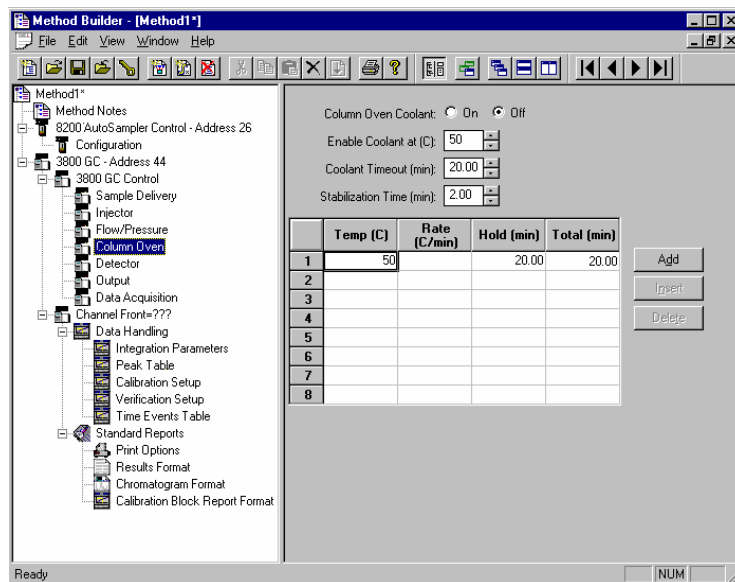 Method Builder - [Method1*]
File Edit View Window Help
Method1*
Method Notes
8200 AutoSampler Control - Address 26
Configuration
3800 GC - Address 44
3800 GC Control
Sample Delivery
Injector
Flow/Pressure
Column Oven
Detector
Output
Data Acquisition
Channel Front=???
Data Handling
Integration Parameters
Peak Table
Calibration Setup
Verification Setup
Time Events Table
Standard Reports
Print Options
Results Format
Chromatogram Format
Calibration Block Report Format
Column Oven Coolant: On Off
Enable Coolant at (C): 50
Coolant Timeout (min): 20.00
Stabilization Time (min): 2.00
Temp (C) Rate (C/min) Hold (min) Total (min)
1 50 20.00 20.00
2
3
4
5
6
7
8
Add
Insert
Delete
Ready NUM